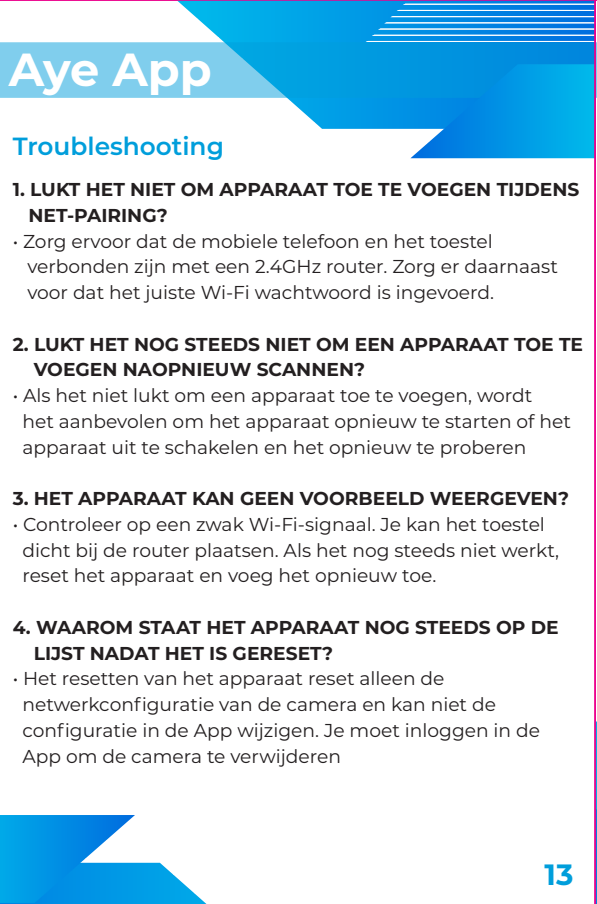 Aye App
Troubleshooting
1. LUKT HET NIET OM APPARAAT TOE TE VOEGEN TIJDENS
NET-PAIRING?
• Zorg ervoor dat de mobiele telefoon en het toestel
verbonden zijn met een 2.4GHz router. Zorg er daarnaast
voor dat het juiste Wi-Fi wachtwoord is ingevoerd.
2. LUKT HET NOG STEEDS NIET OM EEN APPARAAT TOE TE
VOEGEN NAOPNIEUW SCANNEN?
• Als het niet lukt om een apparaat toe te voegen, wordt
het aanbevolen om het apparaat opnieuw te starten of het
apparaat uit te schakelen en het opnieuw te proberen
3. HET APPARAAT KAN GEEN VOORBEELD WEERGEVEN?
• Controleer op een zwak Wi-Fi-signaal. Je kan het toestel
dicht bij de router plaatsen. Als het nog steeds niet werkt,
reset het apparaat en voeg het opnieuw toe.
4. WAAROM STAAT HET APPARAAT NOG STEEDS OP DE
LIJST NADAT HET IS GERESET?
• Het resetten van het apparaat reset alleen de
netwerkconfiguratie van de camera en kan niet de
configuratie in de App wijzigen. Je moet inloggen in de
App om de camera te verwijderen
13